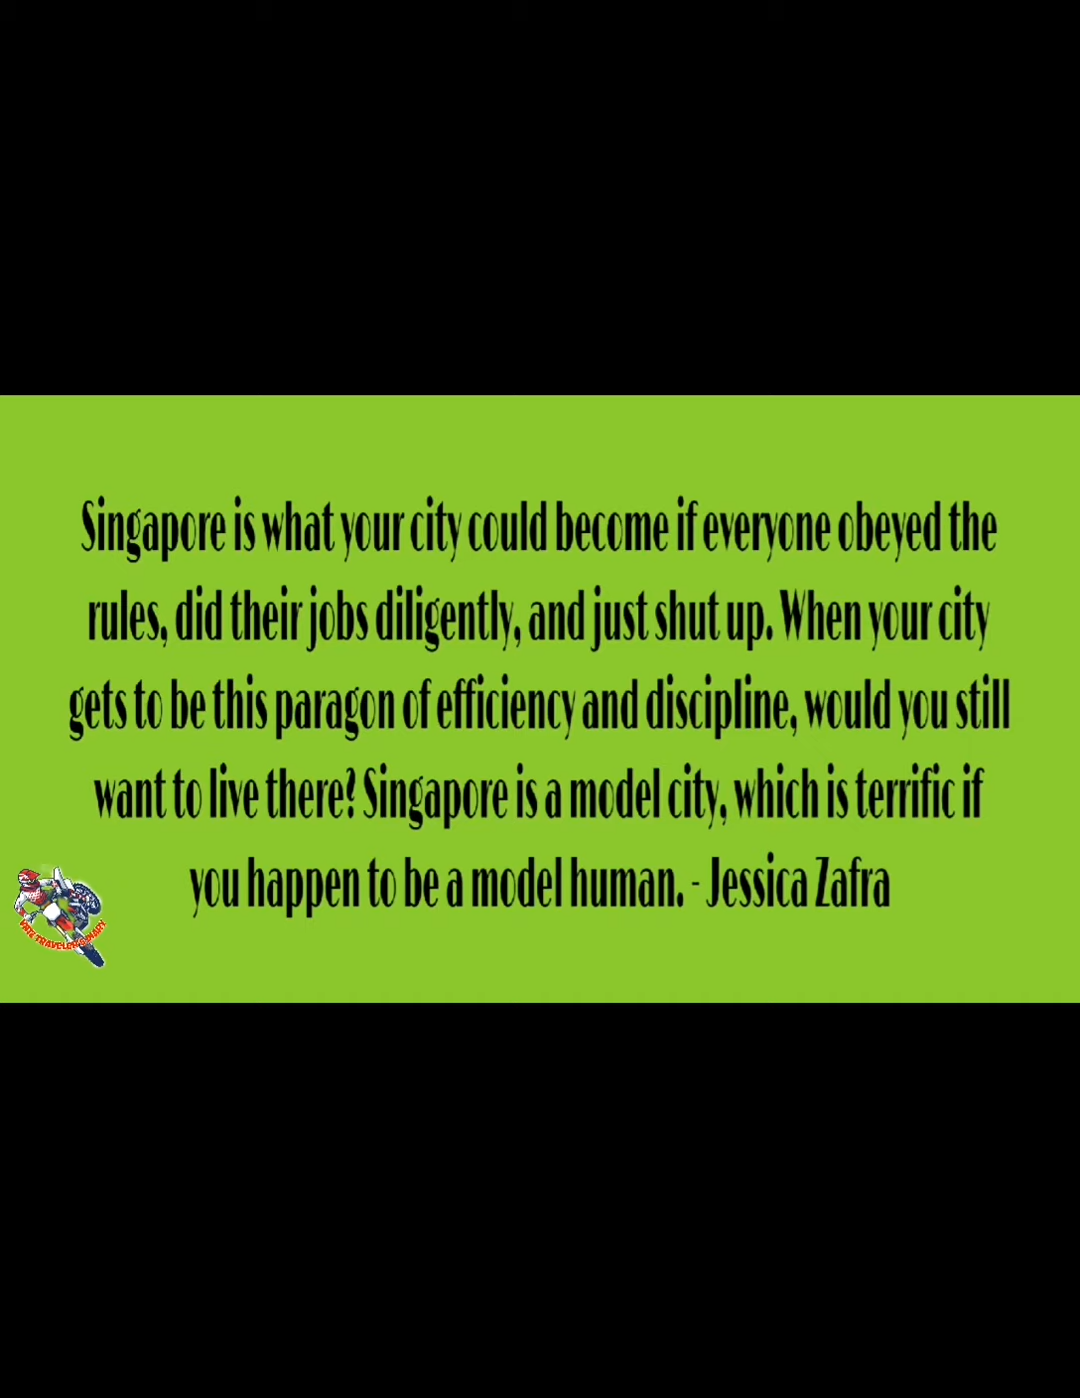 Singapore is what your city could become if everyone obeyed the
rules, did their jobs diligently, and just shut up. When your city
gets to be this paragon of efficiency and discipline, would you still
want to live there? Singapore is a model city, which is terrific if
you happen to be a model human. - Jessica Zafra
TRAVELER'S DIARY